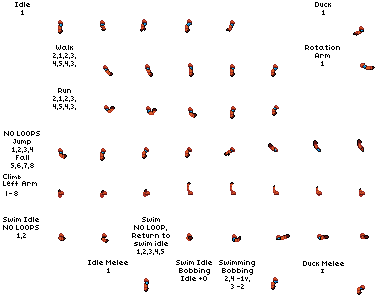 Idle
1
Duck
1
Walk
2,1,2,3,
4,5,4,3,
Rotation
Arm
1
Run
2,1,2,3,
4,5,4,3,
NO LOOPS
Jump
1,2,3,4
Fall
5,6,7,8
Climb
Left Arm
1-8
Swim Idle
NO LOOPS
1,2
Swim
NO LOOP,
Return to
swim idle
1,2,3,4,5
Swim Idle
Bobbing
Idle +0
Swimming
Bobbing
2,4 -1v,
3 -2
Idle Melee
1
Duck Melee
1